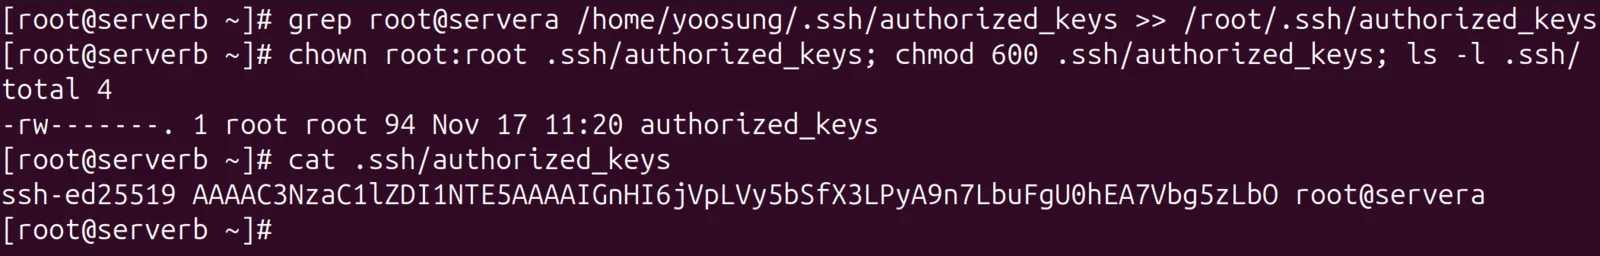 [root@serverb ~]# grep root@servera /home/yoosung/.ssh/authorized_keys >> /root/.ssh/authorized_keys
[root@serverb ~]# chown root:root .ssh/authorized_keys; chmod 600 .ssh/authorized_keys; ls -l .ssh/
total 4
-rw-------. 1 root root 94 Nov 17 11:20 authorized_keys
[root@serverb ~]# cat .ssh/authorized_keys
ssh-ed25519 AAAAC3NzaC1lZDI1NTE5AAAAIGnHI6jVpLVy5bSfX3LPyA9n7LbuFgU0hEA7Vbg5zLbO root@servera
[root@serverb ~]#